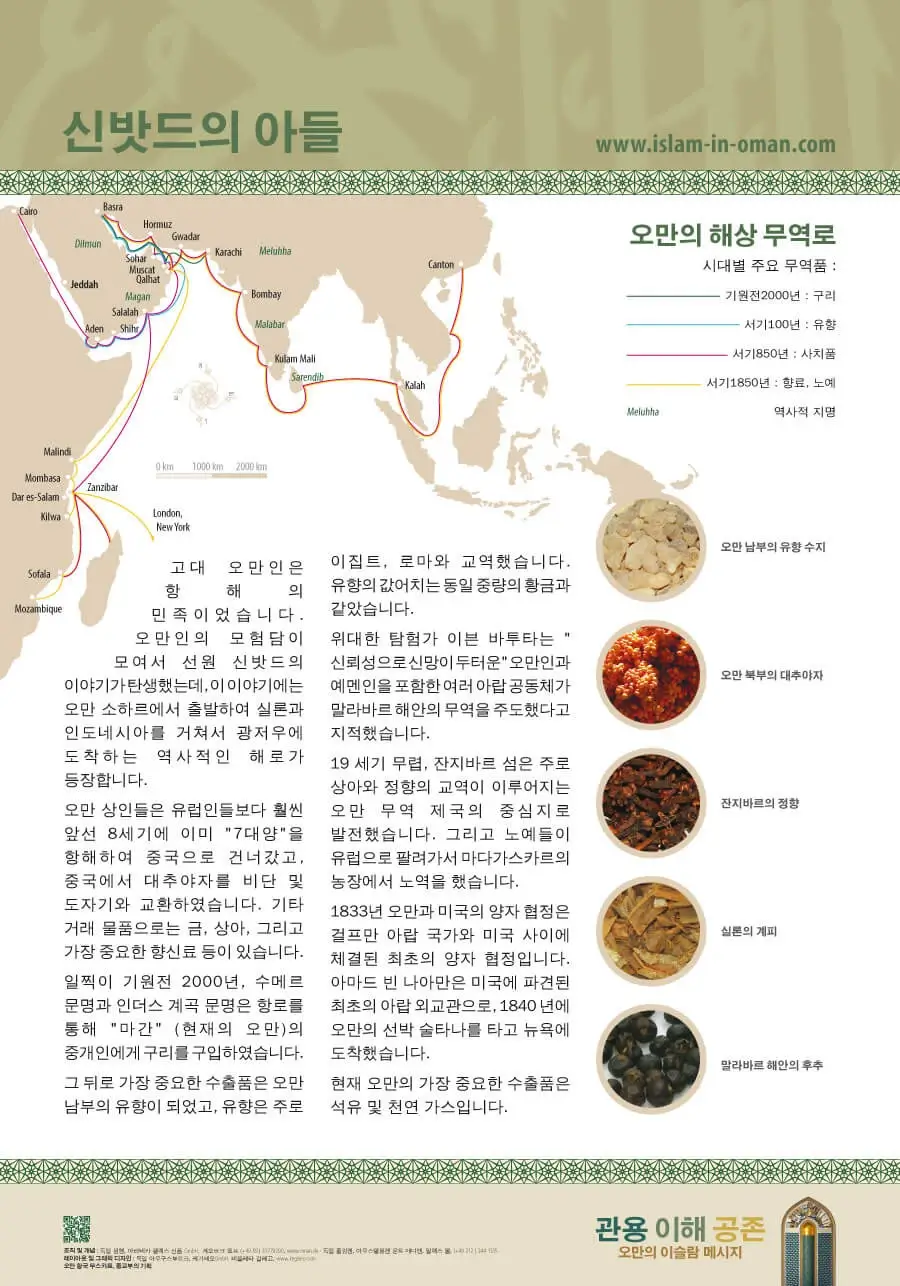 신밧드의 아들
www.islam-in-oman.com
Cairo
Basra
Hormuz
Gwadar
Dilmun
Sohar
Muscat
Qalhat
Karachi
Meluhha
Canton
Jeddah
Magan
Bombay
Salalah
Aden
Shihr
Malabar
Kulam Mali
Sarendib
Kalah
0 km 1000 km 2000 km
Malindi
Mombasa
Zanzibar
Dar es-Salam
Kilwa
London,
New York
Sofala
Mozambique
오만의 해상 무역로
시대별 주요 무역품 :
기원전2000년 : 구리
서기100년 : 유향
서기850년 : 사치품
서기1850년 : 향료, 노예
Meluhha 역사적 지명
고대 오만인은
항해의
민족이었습니다.
오만인의 모험담이
모여서 선원 신밧드의
이야기가 탄생했는데, 이 이야기에는
오만 소하르에서 출발하여 실론과
인도네시아를 거쳐서 광저우에
도착하는 역사적인 해로가
등장합니다.
오만 상인들은 유럽인들보다 훨씬
앞선 8세기에 이미 "7대양"을
항해하여 중국으로 건너갔고,
중국에서 대추야자를 비단 및
도자기와 교환하였습니다. 기타
거래 물품으로는 금, 상아, 그리고
가장 중요한 향신료 등이 있습니다.
일찍이 기원전 2000년, 수메르
문명과 인더스 계곡 문명은 항로를
통해 "마간" (현재의 오만)의
중개인에게 구리를 구입하였습니다.
그 뒤로 가장 중요한 수출품은 오만
남부의 유향이 되었고, 유향은 주로
이집트, 로마와 교역했습니다.
유향의 값어치는 동일 중량의 황금과
같았습니다.
위대한 탐험가 이븐 바투타는 "
신뢰성으로 신망이 두터운" 오만인과
예멘인을 포함한 여러 아랍 공동체가
말라바르 해안의 무역을 주도했다고
지적했습니다.
19 세기 무렵, 잔지바르 섬은 주로
상아와 정향의 교역이 이루어지는
오만 무역 제국의 중심지로
발전했습니다. 그리고 노예들이
유럽으로 팔려가서 마다가스카르의
농장에서 노역을 했습니다.
1833년 오만과 미국의 양자 협정은
걸프만 아랍 국가와 미국 사이에
체결된 최초의 양자 협정입니다.
아마드 빈 나아만은 미국에 파견된
최초의 아랍 외교관으로, 1840 년에
오만의 선박 술타나를 타고 뉴욕에
도착했습니다.
현재 오만의 가장 중요한 수출품은
석유 및 천연 가스입니다.
오만 남부의 유향 수지
오만 북부의 대추야자
잔지바르의 정향
실론의 계피
말라바르 해안의 후추
관용 이해 공존
오만의 이슬람 메시지
조직 및 개념 :
레이아웃 및 그래픽 디자인 :
오만 왕국 무스카트, 종교부의 기획